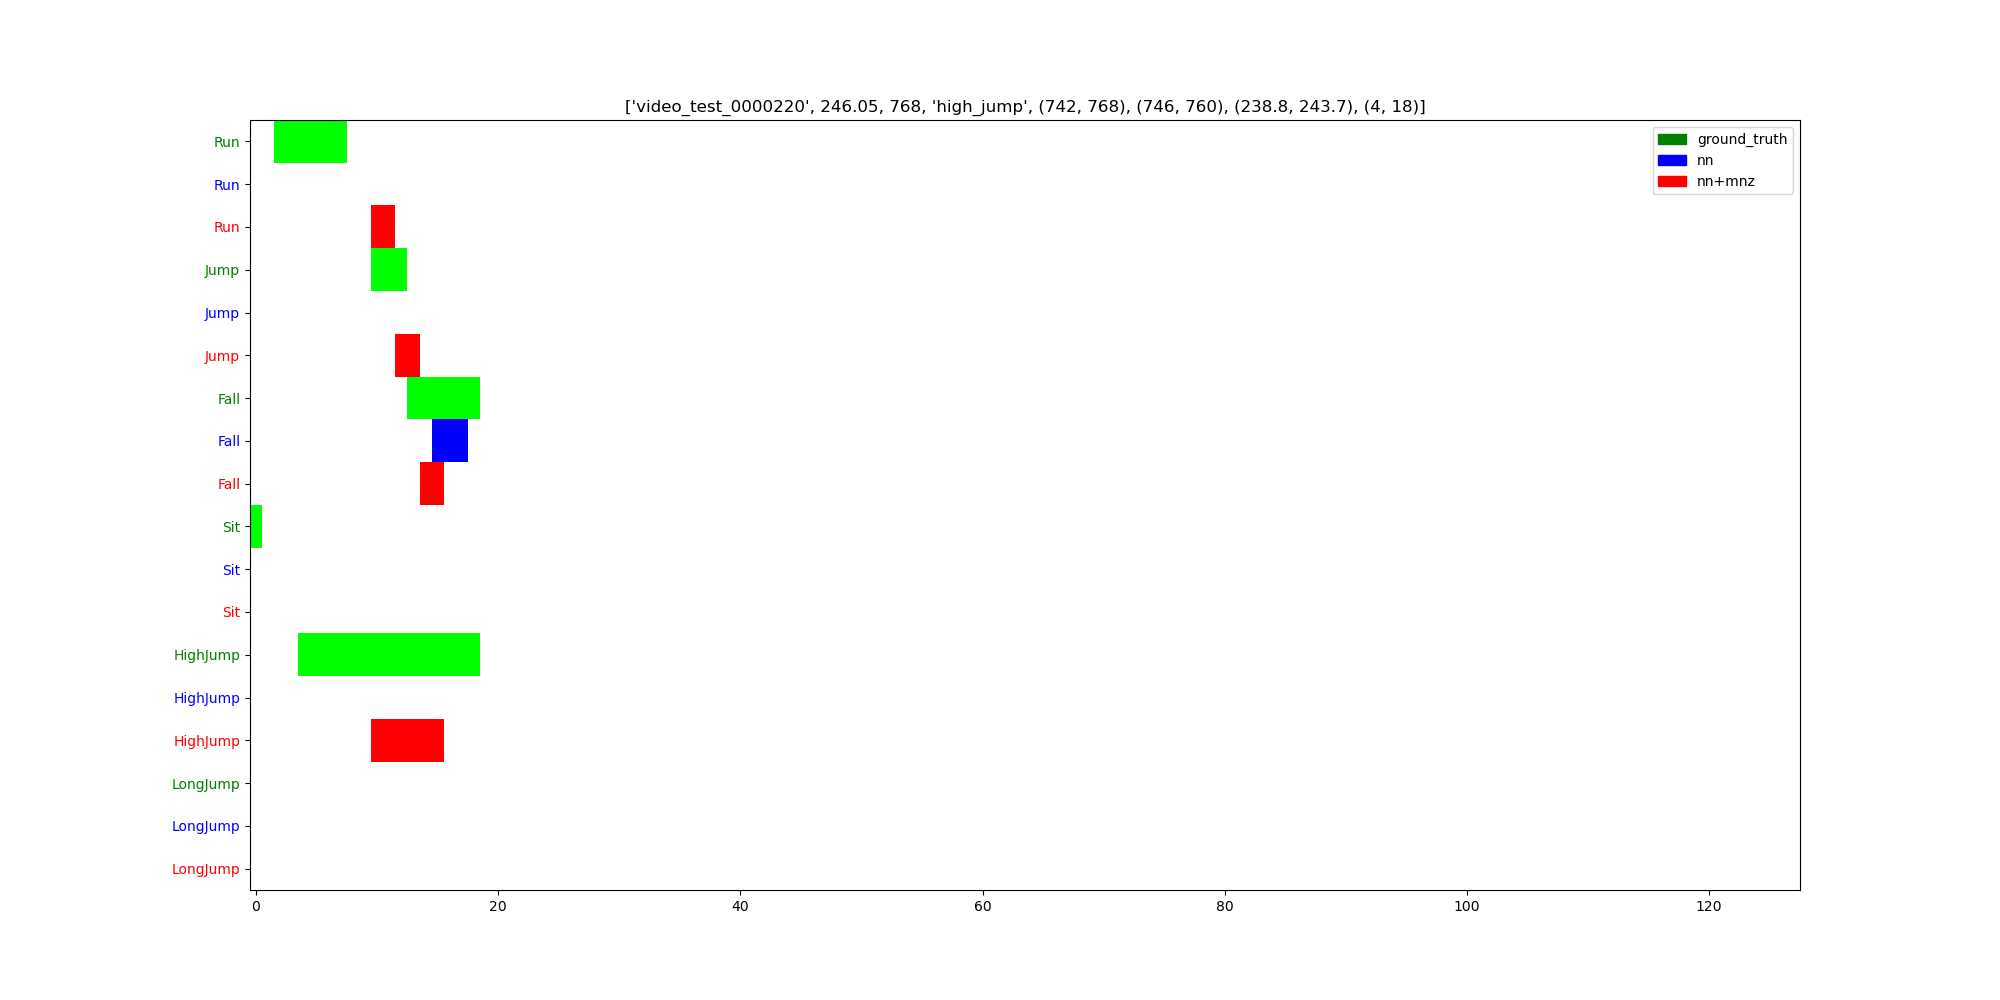 ['video_test_0000220', 246.05, 768, 'high_jump', (742, 768), (746, 760), (238.8, 243.7), (4, 18)]
ground_truth
nn
nn+mnz
Run
Run
Run
Jump
Jump
Jump
Fall
Fall
Fall
Sit
Sit
Sit
HighJump
HighJump
HighJump
LongJump
LongJump
LongJump
0 20 40 60 80 100 120